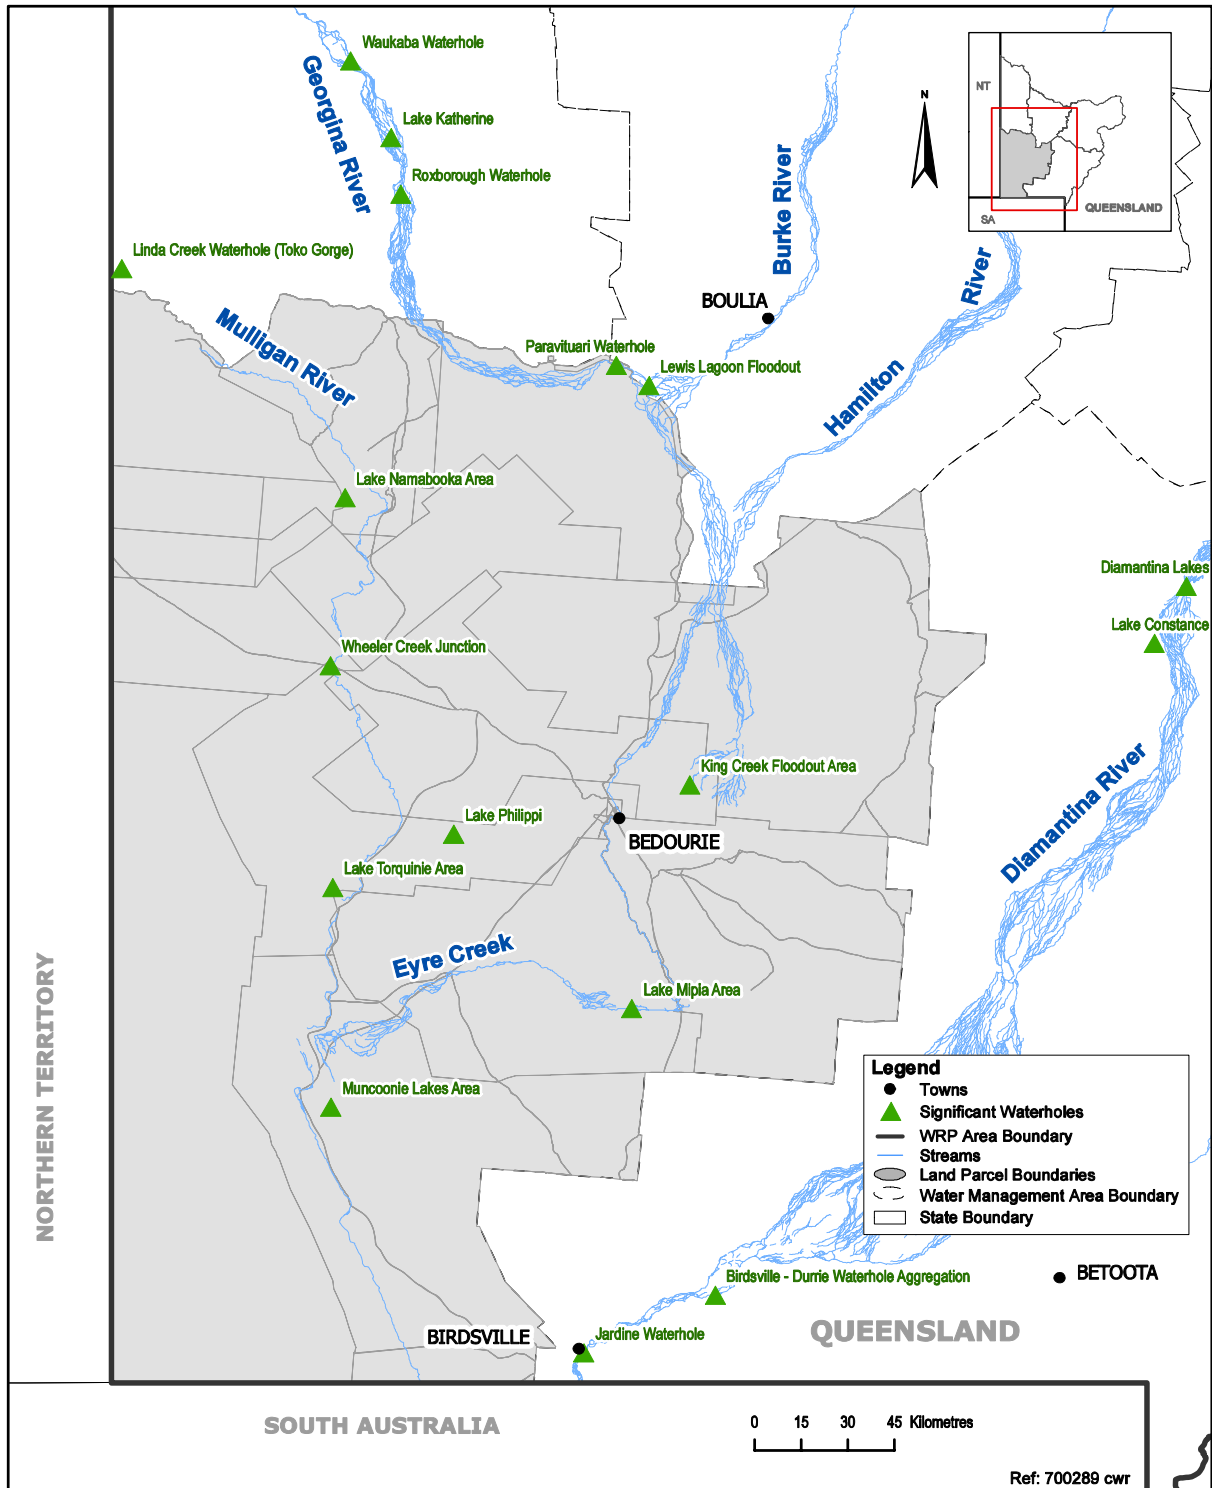 Waukaba Waterhole
Georgina River
Lake Katherine
Roxborough Waterhole
Linda Creek Waterhole (Toko Gorge)
Mulligan River
Burke River
N
NT
QUEENSLAND
SA
River
Hamilton
BOULIA
Paravituari Waterhole
Lewis Lagoon Floodout
Lake Namabooka Area
Diamantina Lakes
Lake Constance
Wheeler Creek Junction
King Creek Floodout Area
Diamantina River
Lake Philippi
BEDOURIE
Lake Torquinie Area
Eyre Creek
Lake Mipla Area
NORTHERN TERRITORY
Muncoonie Lakes Area
Legend
Towns
Significant Waterholes
WRP Area Boundary
Streams
Land Parcel Boundaries
Water Management Area Boundary
State Boundary
Birdsville - Durrie Waterhole Aggregation
BETOOTA
BIRDSVILLE
Jardine Waterhole
QUEENSLAND
SOUTH AUSTRALIA
0 15 30 45 Kilometres
Ref: 700289 cwr